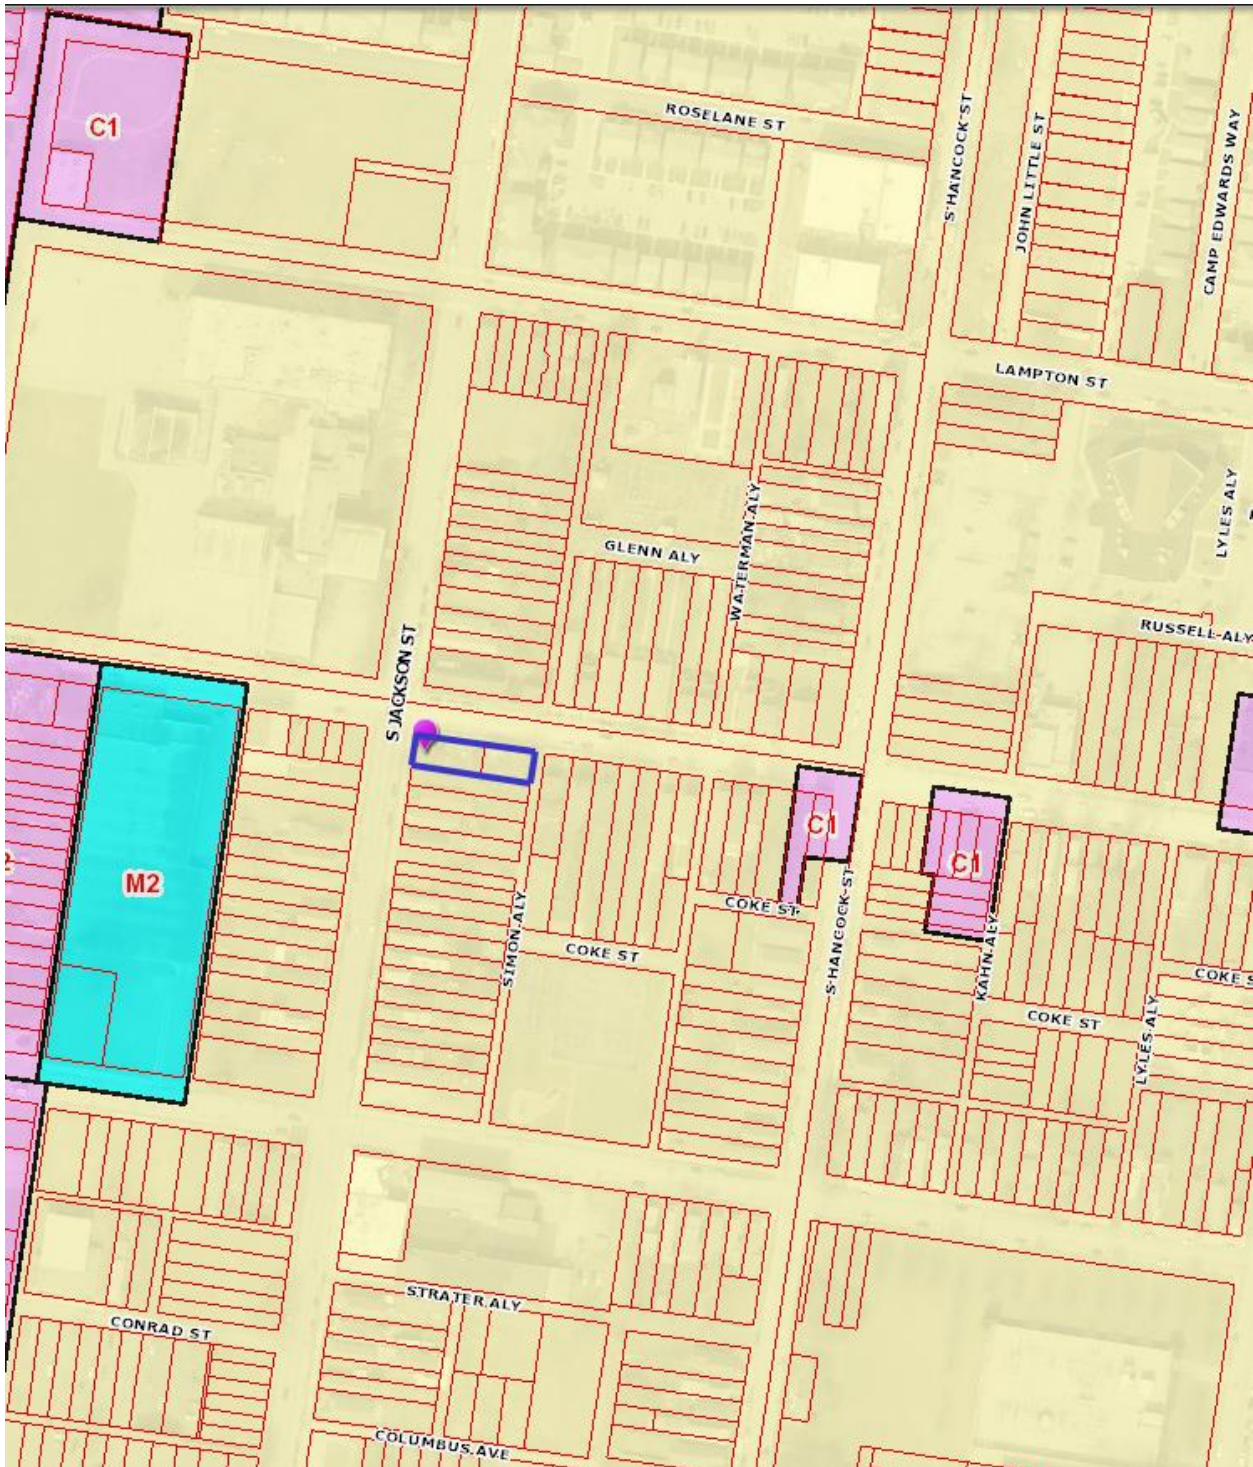 C1
ROSELANE ST
S HANCOCK ST
JOHN LITTLE ST
CAMP EDWARDS WAY
LAMPTON ST
WATERMAN ALY
LYLES ALY
GLENN ALY
S JACKSON ST
RUSSELL ALY
C1
C1
M2
2
COKE ST
S HANCOCK ST
SIMON ALY
COKE ST
KAHN ALY
COKE S
COKE ST
LYLES ALY
STRATER ALY
CONRAD ST
COLUMBUS AVE